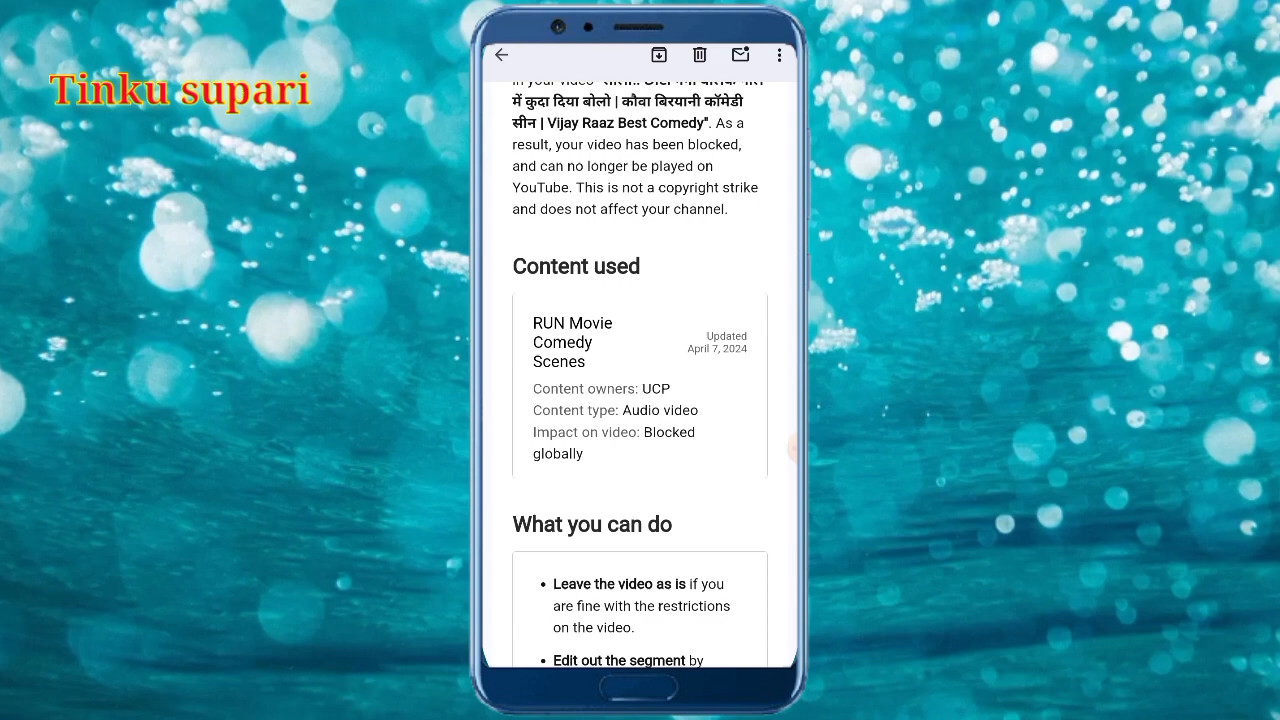 Tinku supari
में कुदा दिया बोलो | कौवा बिरयानी कॉमेडी
सीन | Vijay Raaz Best Comedy". As a
result, your video has been blocked,
and can no longer be played on
YouTube. This is not a copyright strike
and does not affect your channel.
Content used
RUN Movie
Comedy
Scenes
Updated
April 7, 2024
Content owners: UCP
Content type: Audio video
Impact on video: Blocked
globally
What you can do
• Leave the video as is if you
are fine with the restrictions
on the video.
• Edit out the segment by